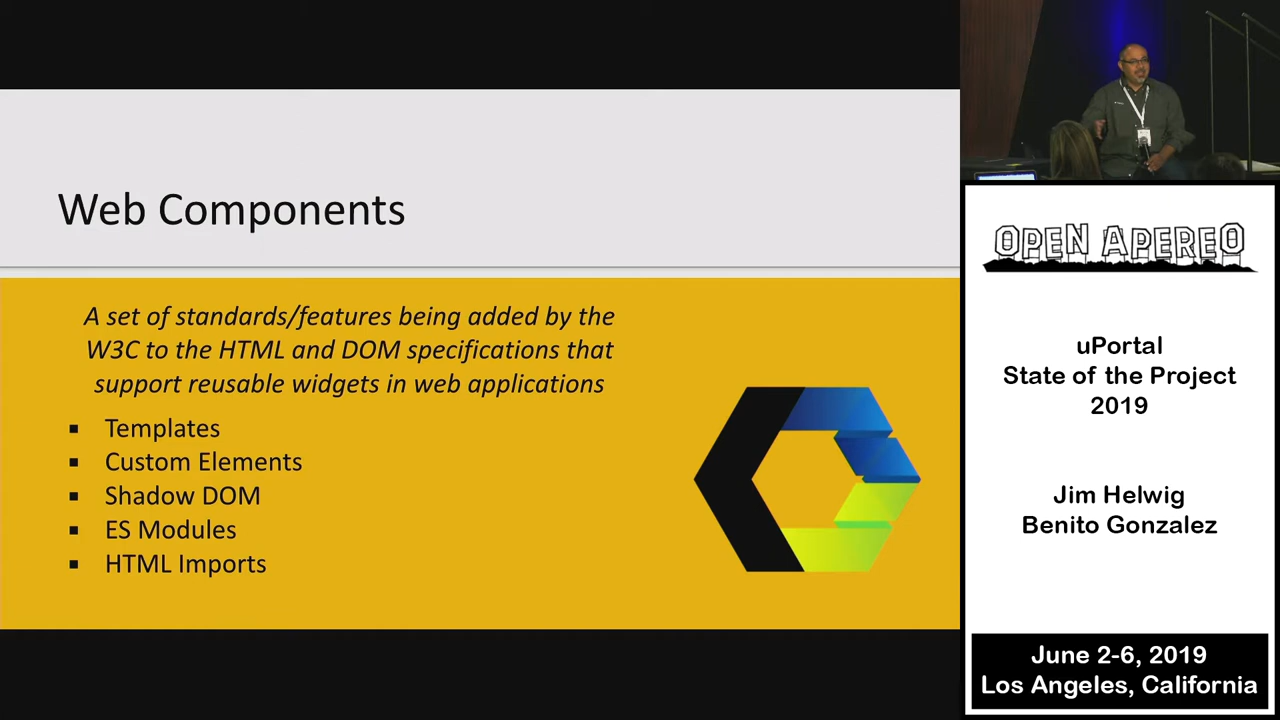 Web Components
A set of standards/features being added by the
W3C to the HTML and DOM specifications that
support reusable widgets in web applications
▪ Templates
▪ Custom Elements
▪ Shadow DOM
▪ ES Modules
▪ HTML Imports
OPEN APEREO
uPortal
State of the Project
2019
Jim Helwig
Benito Gonzalez
June 2-6, 2019
Los Angeles, California